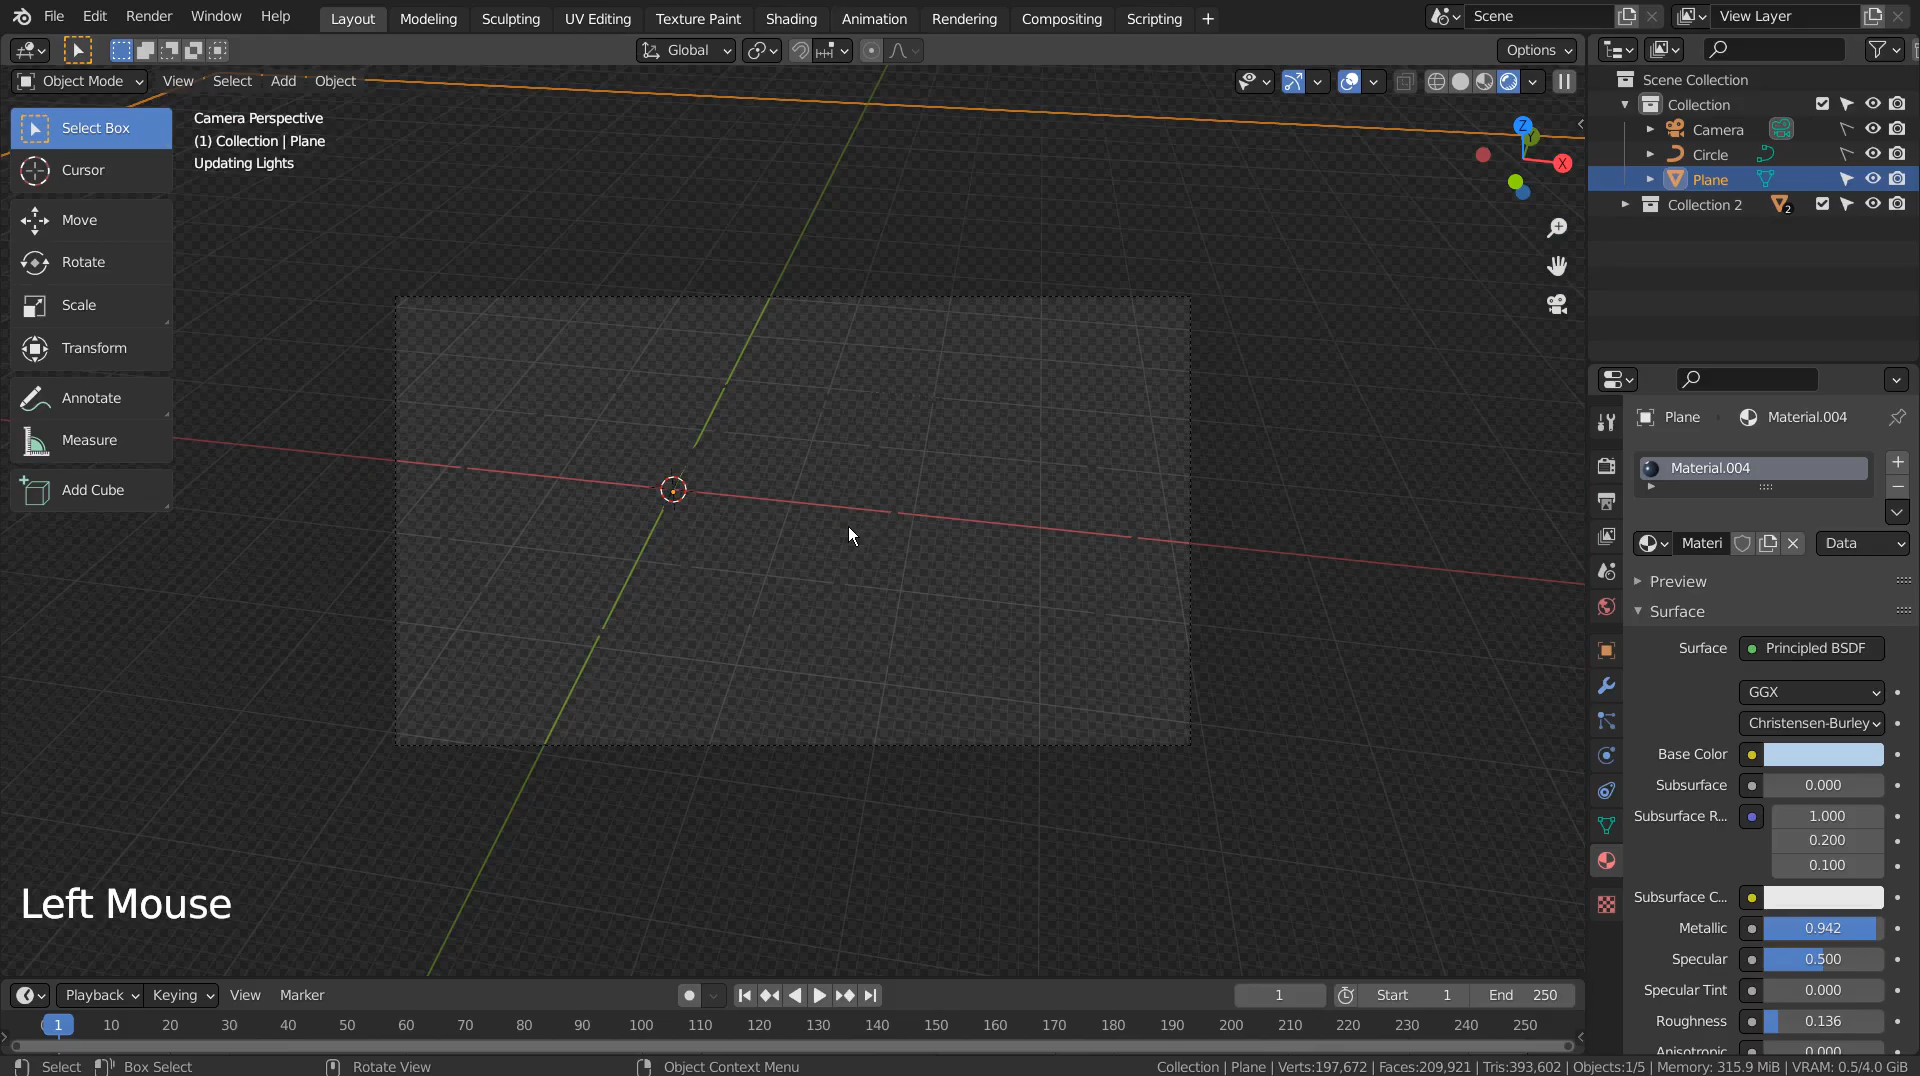 File Edit Render Window Help Layout Modeling Sculpting UV Editing Texture Paint Shading Animation Rendering Compositing Scripting + Scene View Layer
Global Options
Object Mode View Select Add Object
Select Box
Cursor
Move
Rotate
Scale
Transform
Annotate
Measure
Add Cube
Camera Perspective
(1) Collection | Plane
Updating Lights
Z
X
Left Mouse
Scene Collection
Collection
Camera
Circle
Plane
Collection 2 2
Plane Material.004
Material.004
Materi Data
Preview
Surface
Surface Principled BSDF
GGX
Christensen-Burley
Base Color
Subsurface 0.000
Subsurface R... 1.000
0.200
0.100
Subsurface C...
Metallic 0.942
Specular 0.500
Specular Tint 0.000
Roughness 0.136
Anisotropic 0.000
Playback Keying View Marker 1 Start 1 End 250
1 10 20 30 40 50 60 70 80 90 100 110 120 130 140 150 160 170 180 190 200 210 220 230 240 250
Select Box Select Rotate View Object Context Menu Collection | Plane | Verts:197,672 | Faces:209,921 | Tris:393,602 | Objects:1/5 | Memory: 315.9 MiB | VRAM: 0.5/4.0 GiB